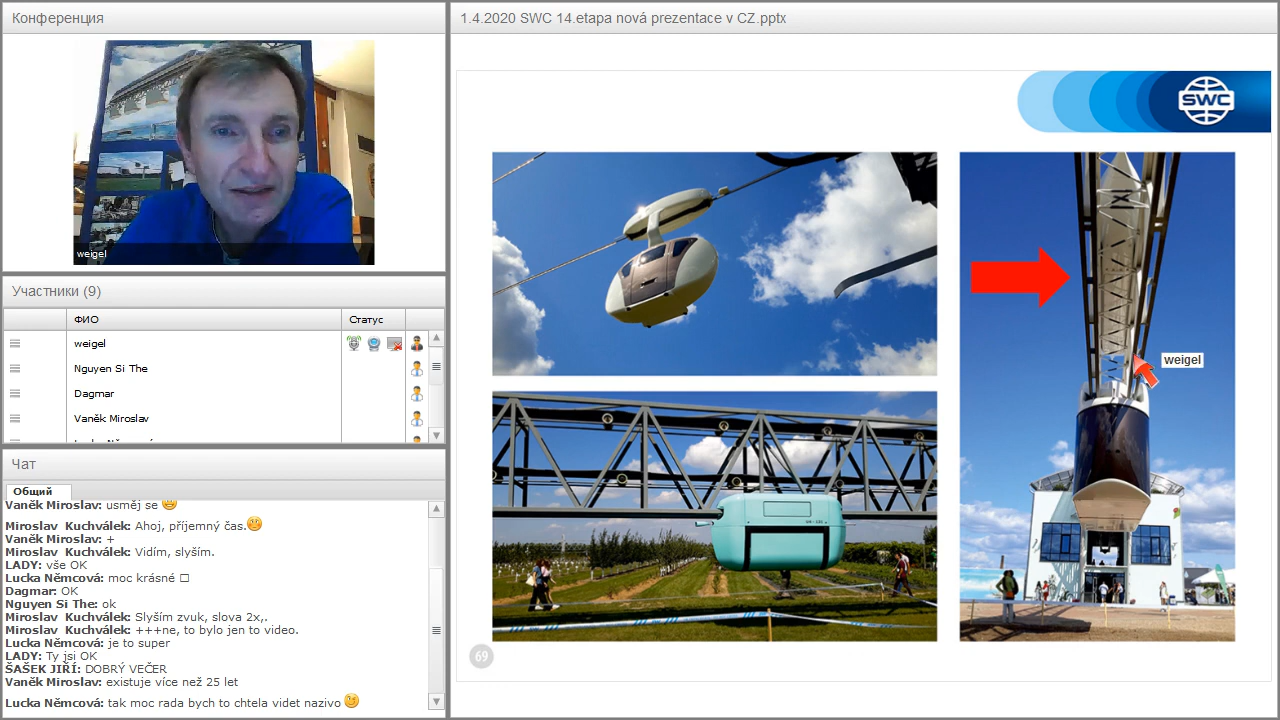 Конференция
weigel
Участники (9)
ФИО
Статус
weigel
Nguyen Si The
Dagmar
Vaněk Miroslav
Чат
Общий
Vaněk Miroslav: usměj se
Miroslav Kuchválek: Ahoj, příjemný čas.
Vaněk Miroslav: +
Miroslav Kuchválek: Vidím, slyším.
LADY: vše OK
Lucka Němcová: moc krásné
Dagmar: OK
Nguyen Si The: ok
Miroslav Kuchválek: Slyším zvuk, slova 2x,.
Miroslav Kuchválek: +++ne, to bylo jen to video.
Lucka Němcová: je to super
LADY: Ty jsi OK
ŠAŠEK JIŘÍ: DOBRÝ VEČER
Vaněk Miroslav: existuje více než 25 let
Lucka Němcová: tak moc rada bych to chtela videt nazivo
1.4.2020 SWC 14.etapa nová prezentace v CZ.pptx
SWC
weigel
69